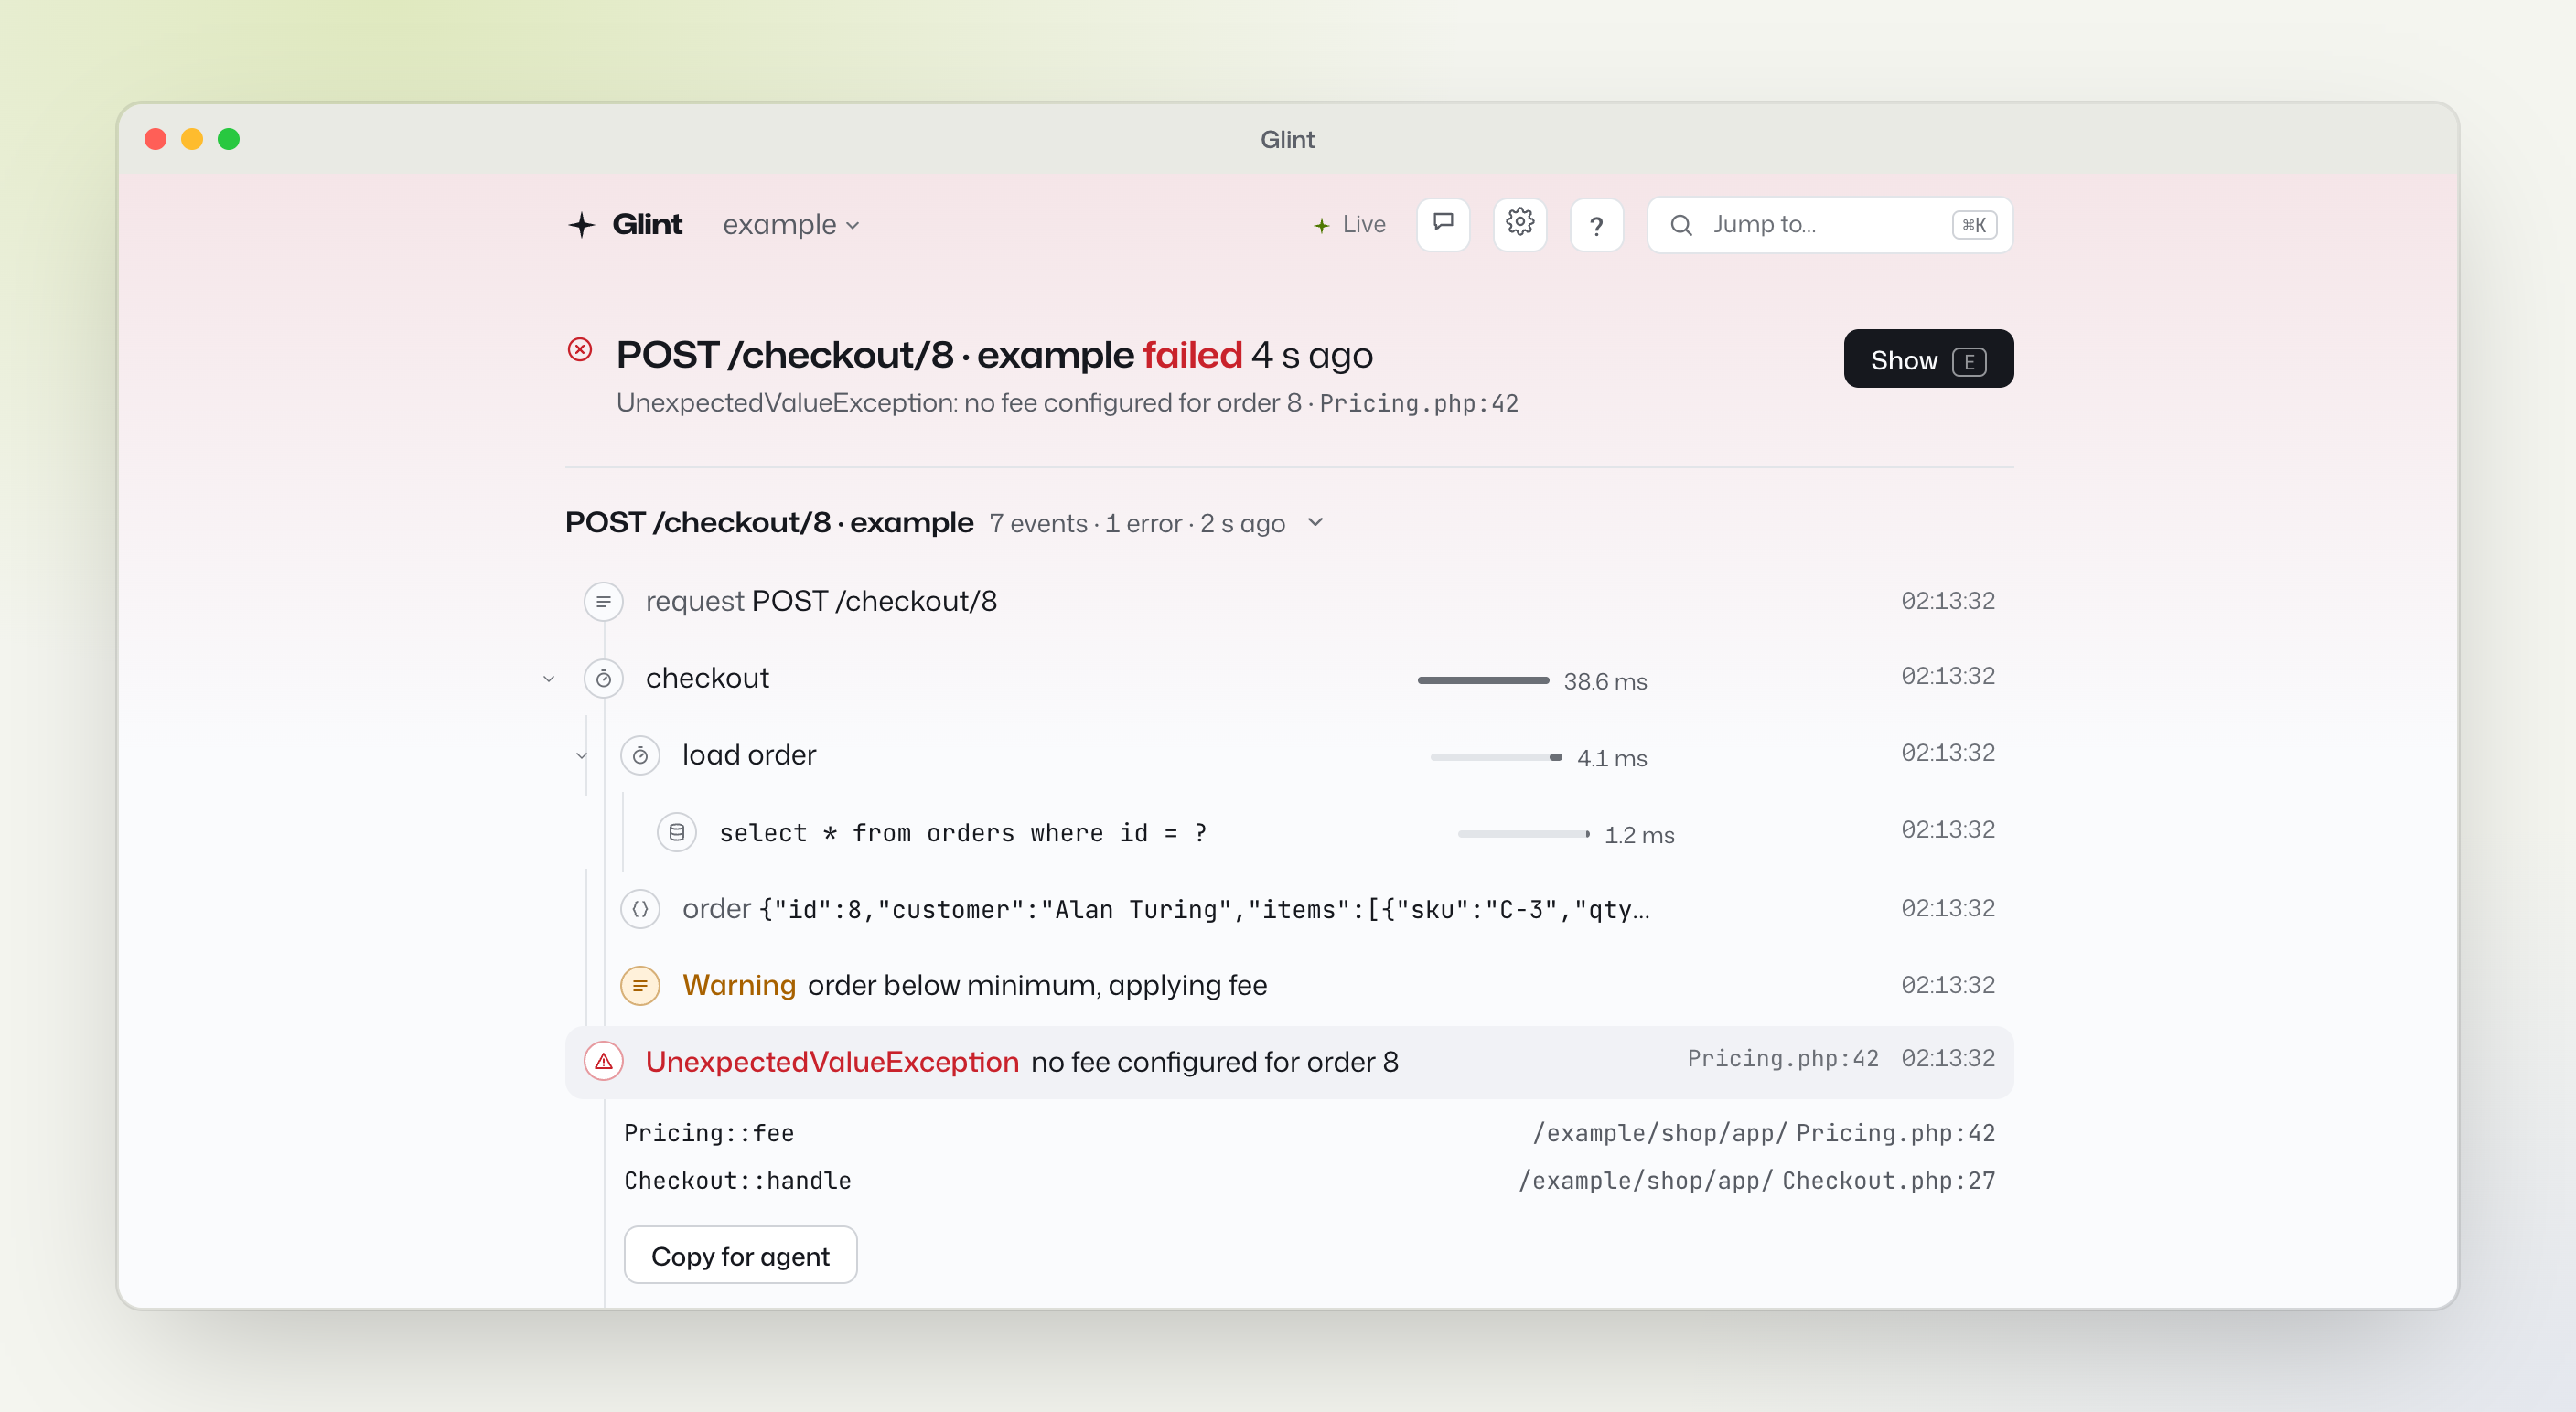 Glint
Glint example Live ? Jump to... ⌘K
POST /checkout/8 · example failed 4 s ago Show E
UnexpectedValueException: no fee configured for order 8 · Pricing.php:42
POST /checkout/8 · example 7 events · 1 error · 2 s ago
request POST /checkout/8 02:13:32
checkout 38.6 ms 02:13:32
load order 4.1 ms 02:13:32
select * from orders where id = ? 1.2 ms 02:13:32
order {"id":8,"customer":"Alan Turing","items":[{"sku":"C-3","qty... 02:13:32
Warning order below minimum, applying fee 02:13:32
UnexpectedValueException no fee configured for order 8 Pricing.php:42 02:13:32
Pricing::fee /example/shop/app/ Pricing.php:42
Checkout::handle /example/shop/app/ Checkout.php:27
Copy for agent